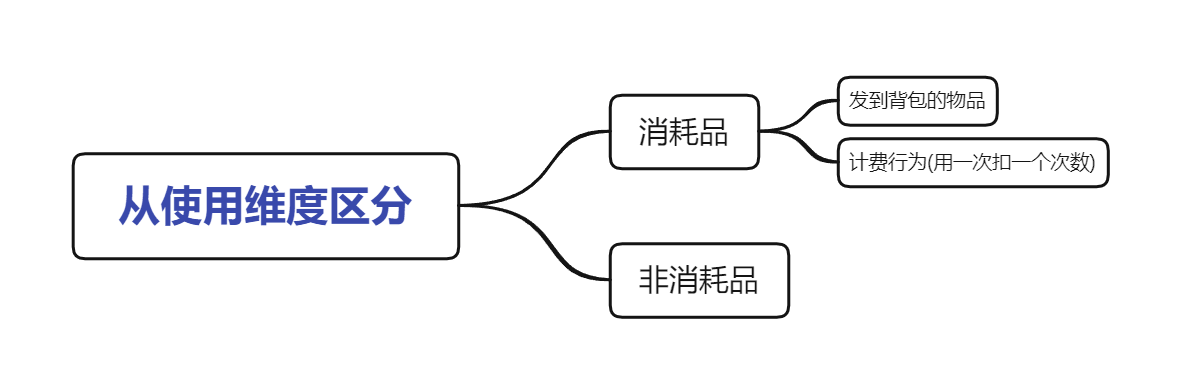 从使用维度区分
消耗品
发到背包的物品
计费行为(用一次扣一个次数)
非消耗品